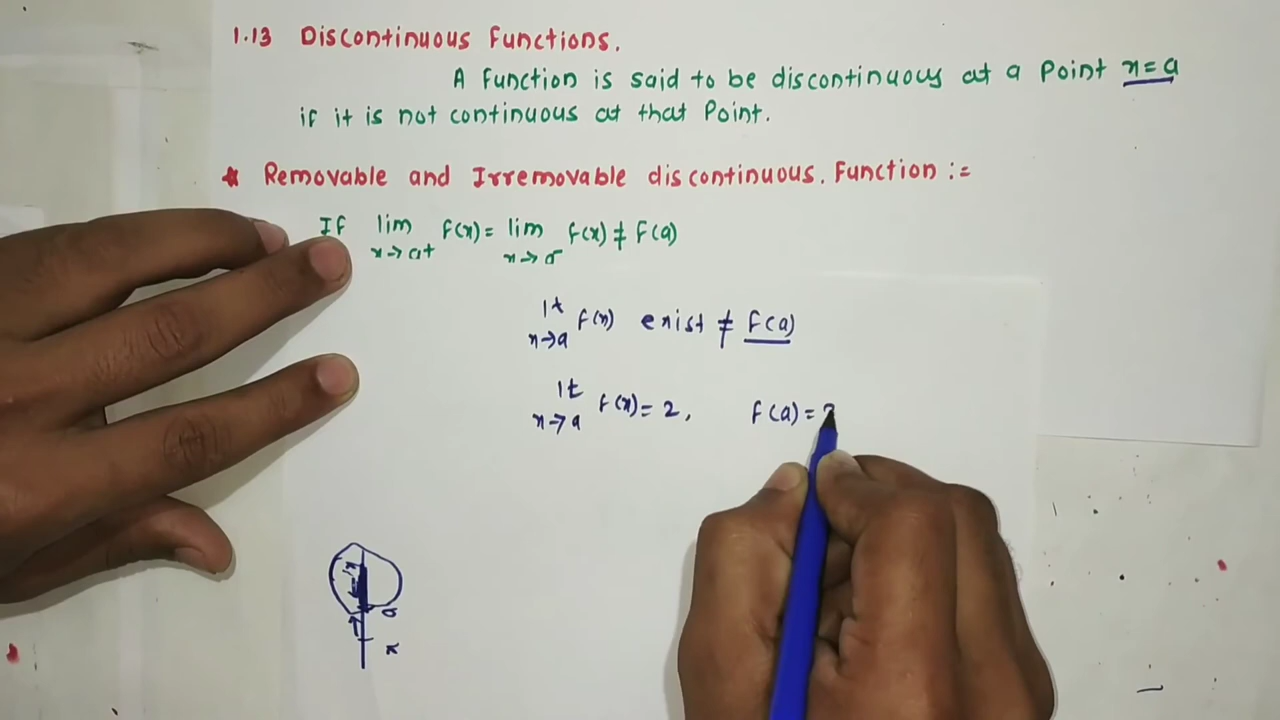 1.13 Discontinuous Functions.
A Function is said to be discontinuous at a Point x=a
if it is not continuous at that Point.
* Removable and Irremovable discontinuous. Function :=
If lim x→a+ f(x) = lim x→a- f(x) ≠ f(a)
lt x→a f(x) exist ≠ f(a)
lt x→a f(x) = 2, f(a) =
a
x